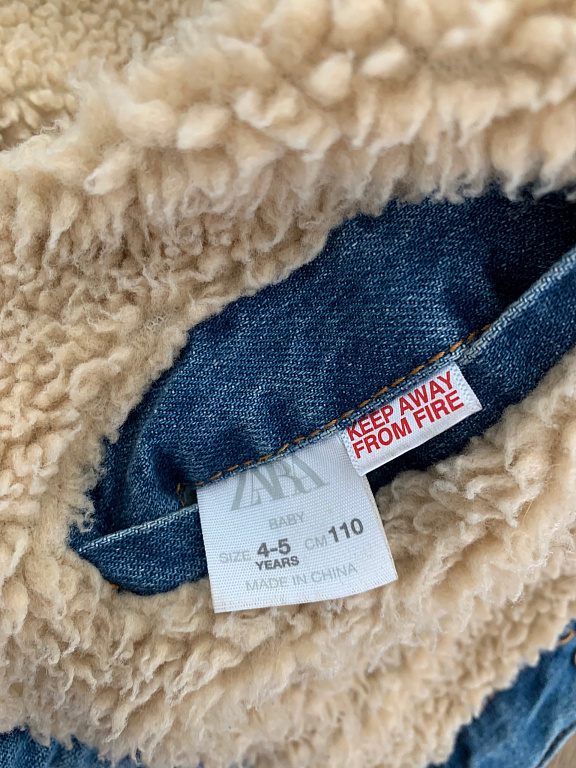 KEEP AWAY
FROM FIRE
ZARA
BABY
SIZE 4-5 CM 110
YEARS
MADE IN CHINA